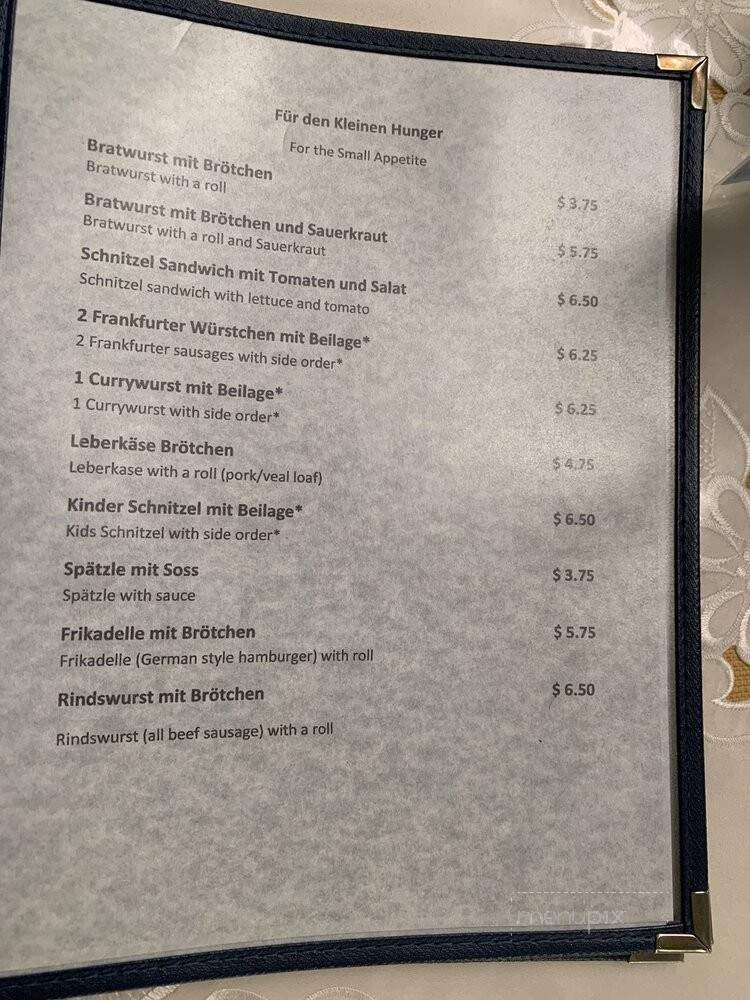 Für den Kleinen Hunger
For the Small Appetite
Bratwurst mit Brötchen
Bratwurst with a roll
$ 3.75
Bratwurst mit Brötchen und Sauerkraut
Bratwurst with a roll and Sauerkraut
$ 5.75
Schnitzel Sandwich mit Tomaten und Salat
Schnitzel sandwich with lettuce and tomato
$ 6.50
2 Frankfurter Würstchen mit Beilage*
2 Frankfurter sausages with side order*
$ 6.25
1 Currywurst mit Beilage*
1 Currywurst with side order*
$ 6.25
Leberkäse Brötchen
Leberkase with a roll (pork/veal loaf)
$ 4.75
Kinder Schnitzel mit Beilage*
Kids Schnitzel with side order*
$ 6.50
Spätzle mit Soss
Spätzle with sauce
$ 3.75
Frikadelle mit Brötchen
Frikadelle (German style hamburger) with roll
$ 5.75
Rindswurst mit Brötchen
Rindswurst (all beef sausage) with a roll
$ 6.50
menupix